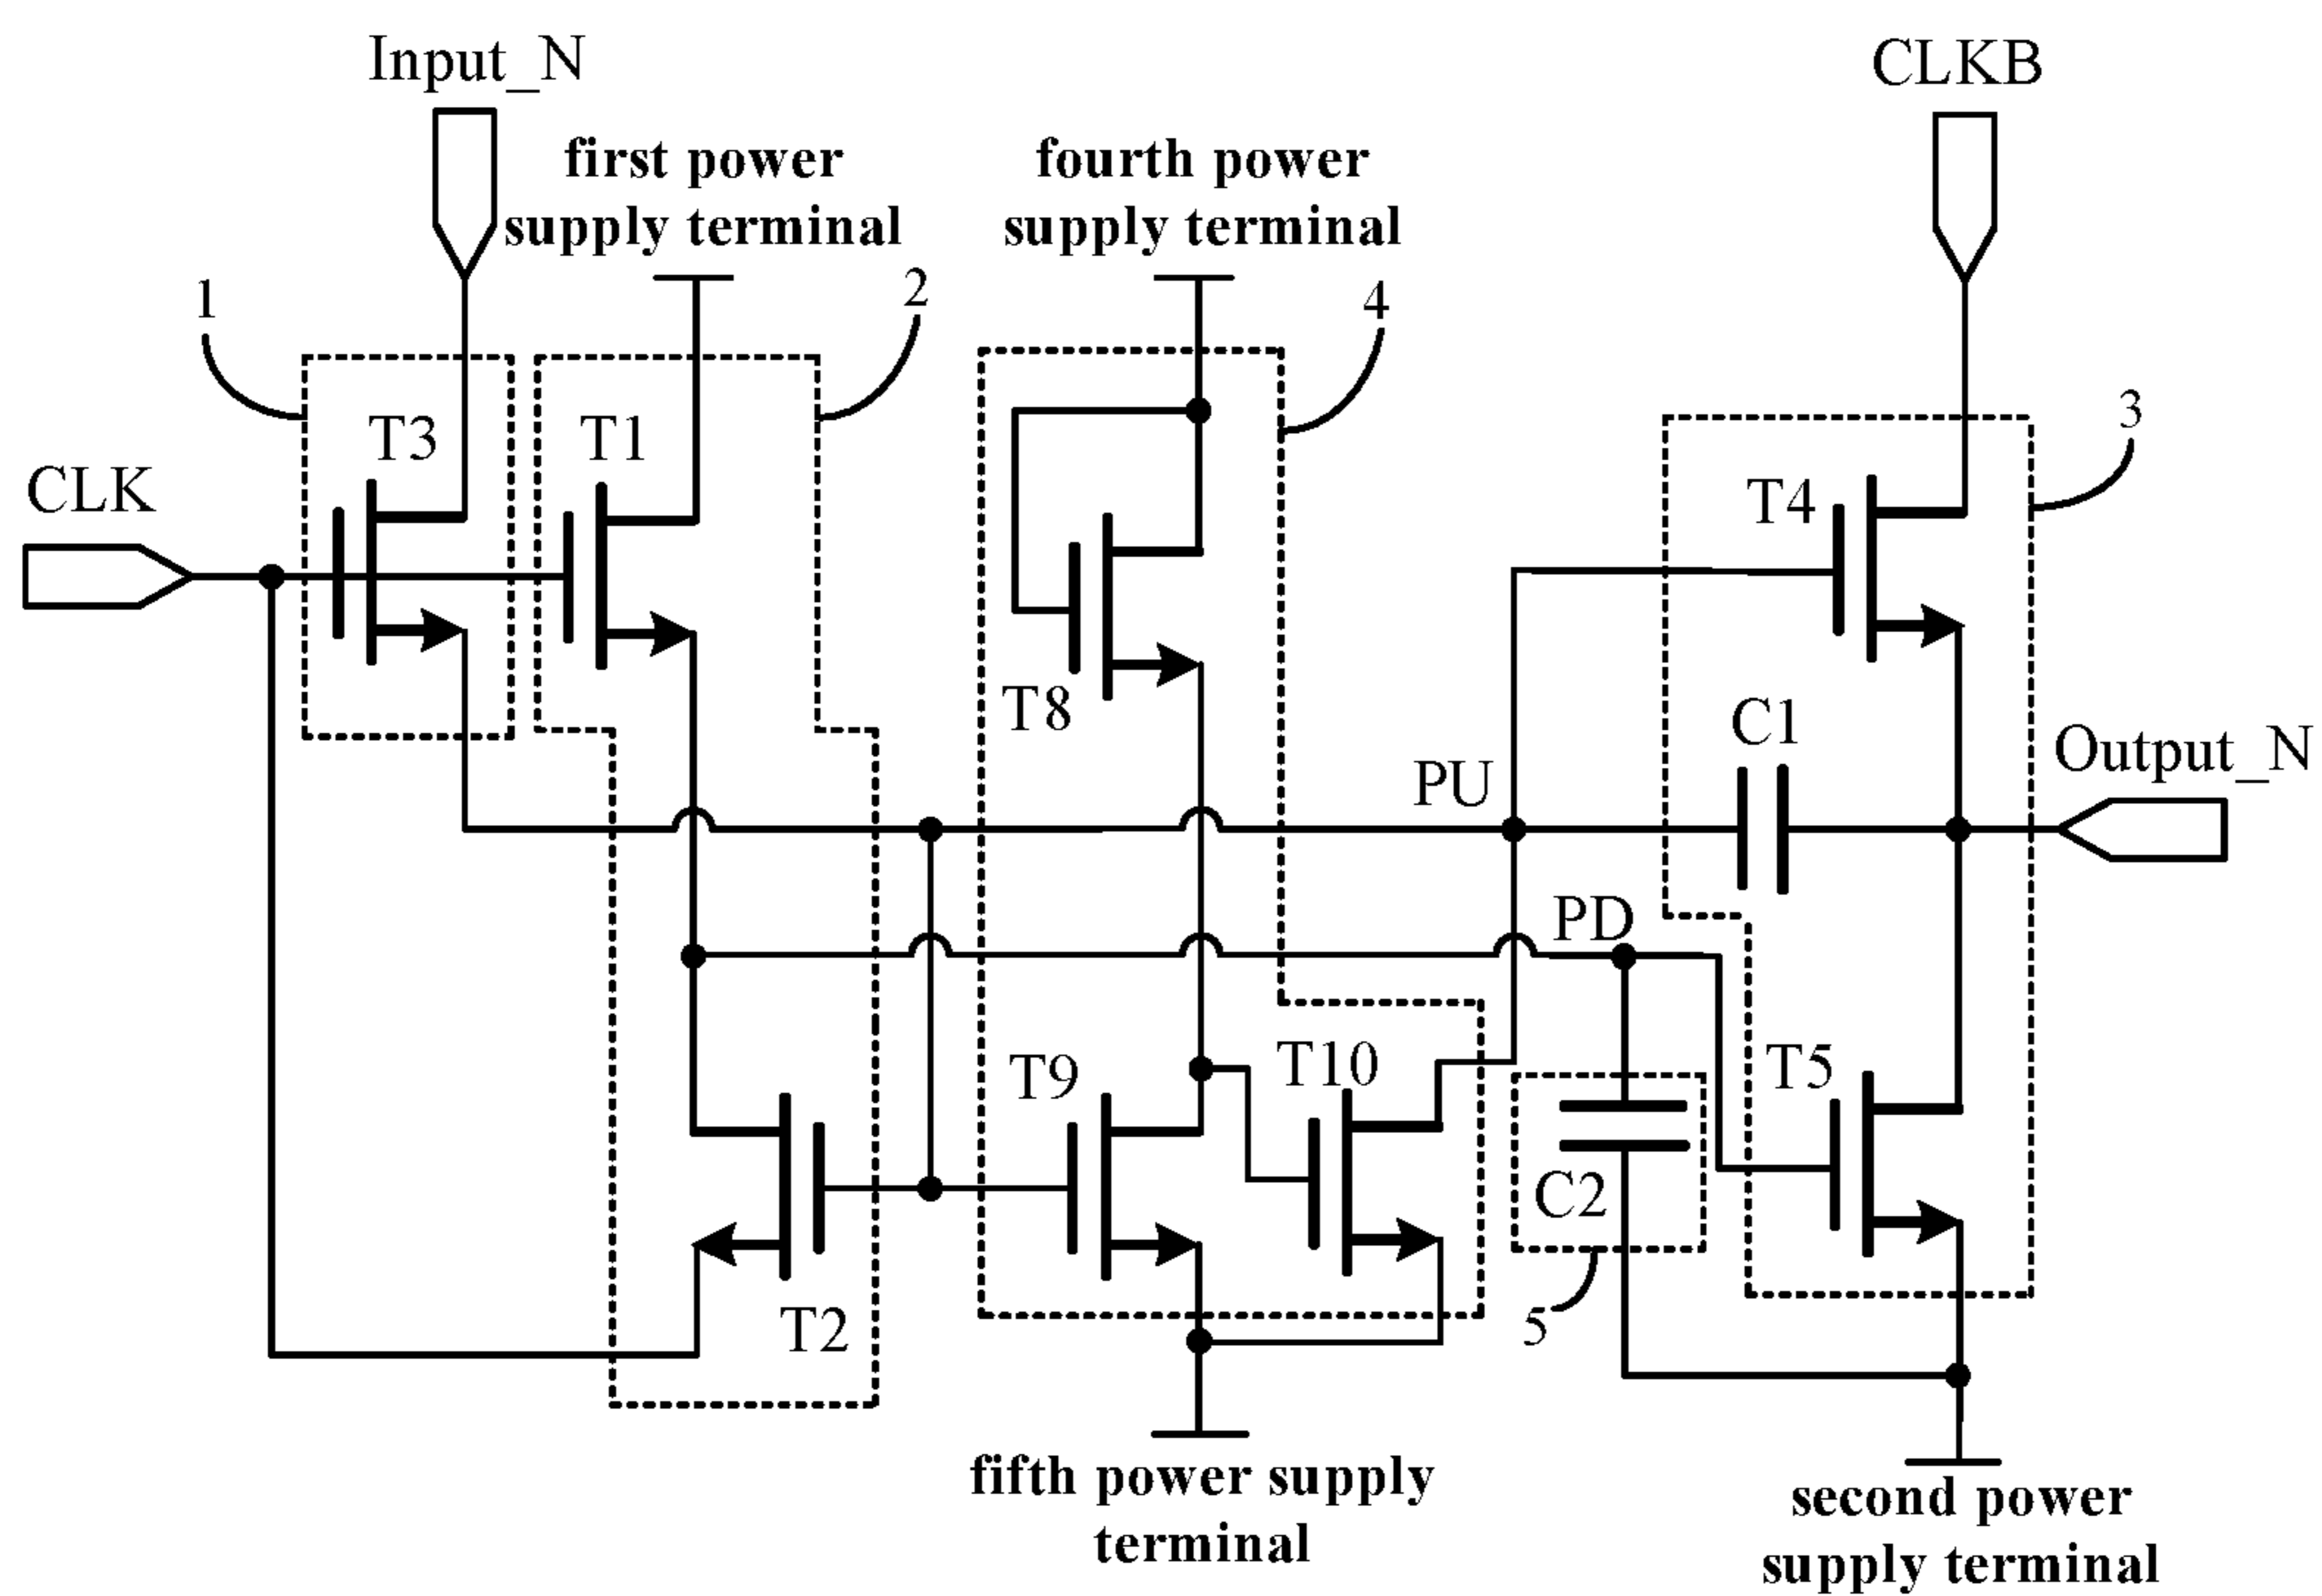 Input_N
CLKB
first power
supply terminal
fourth power
supply terminal
1
2
4
3
T3
T1
T4
CLK
T8
C1
PU
Output_N
PD
T9
T10
T5
C2
T2
5
fifth power supply
terminal
second power
supply terminal